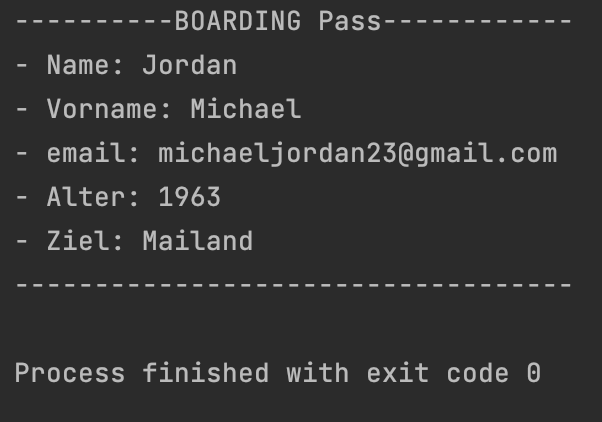 ----------BOARDING Pass------------
- Name: Jordan
- Vorname: Michael
- email: michaeljordan23@gmail.com
- Alter: 1963
- Ziel: Mailand
-----------------------------------
Process finished with exit code 0